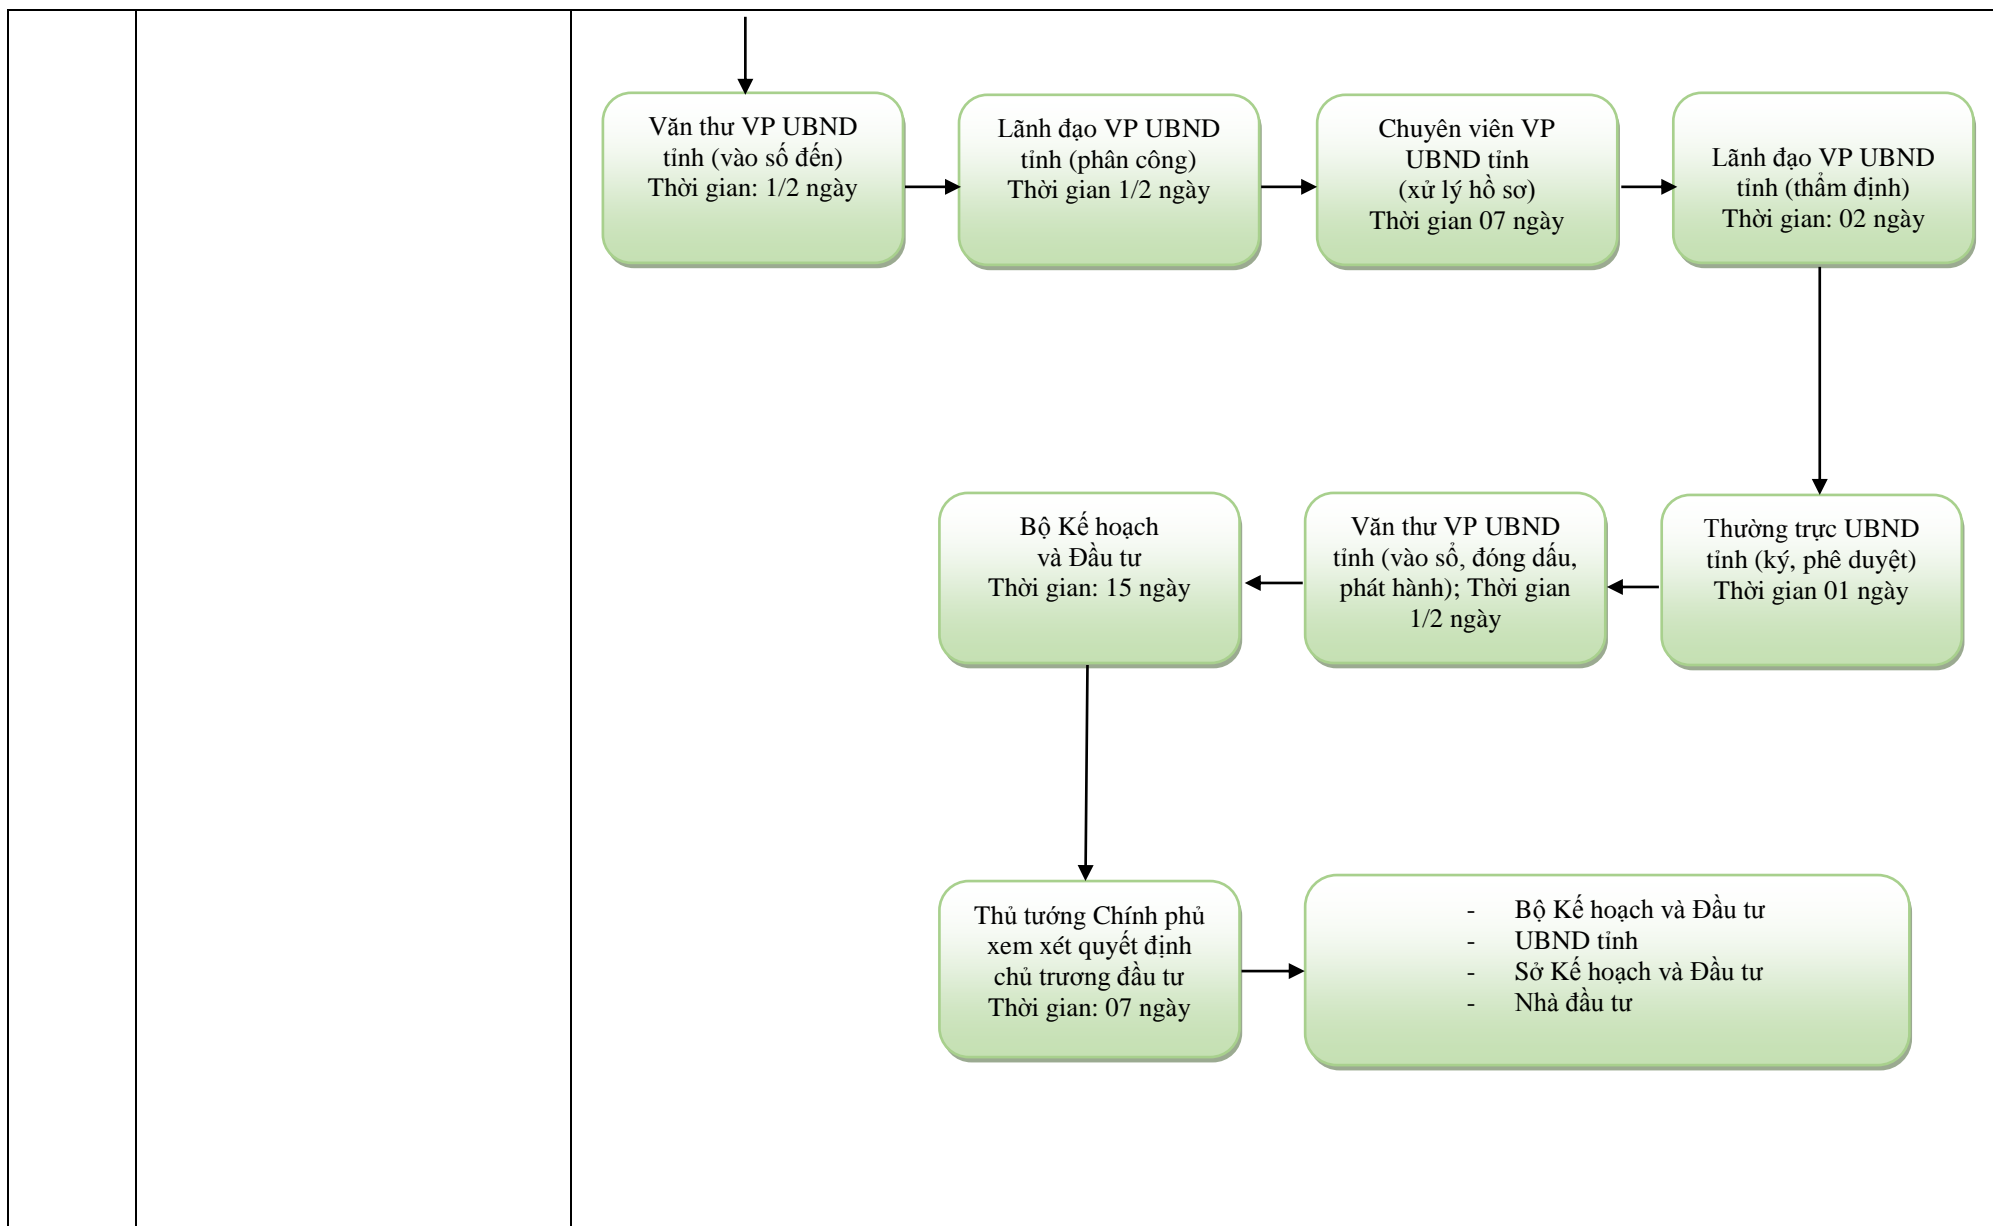 Văn thư VP UBND
tỉnh (vào số đến)
Thời gian: 1/2 ngày
Lãnh đạo VP UBND
tỉnh (phân công)
Thời gian 1/2 ngày
Chuyên viên VP
UBND tỉnh
(xử lý hồ sơ)
Thời gian 07 ngày
Lãnh đạo VP UBND
tỉnh (thẩm định)
Thời gian: 02 ngày
Thường trực UBND
tỉnh (ký, phê duyệt)
Thời gian 01 ngày
Văn thư VP UBND
tỉnh (vào sổ, đóng dấu,
phát hành); Thời gian
1/2 ngày
Bộ Kế hoạch
và Đầu tư
Thời gian: 15 ngày
Thủ tướng Chính phủ
xem xét quyết định
chủ trương đầu tư
Thời gian: 07 ngày
- Bộ Kế hoạch và Đầu tư
- UBND tỉnh
- Sở Kế hoạch và Đầu tư
- Nhà đầu tư